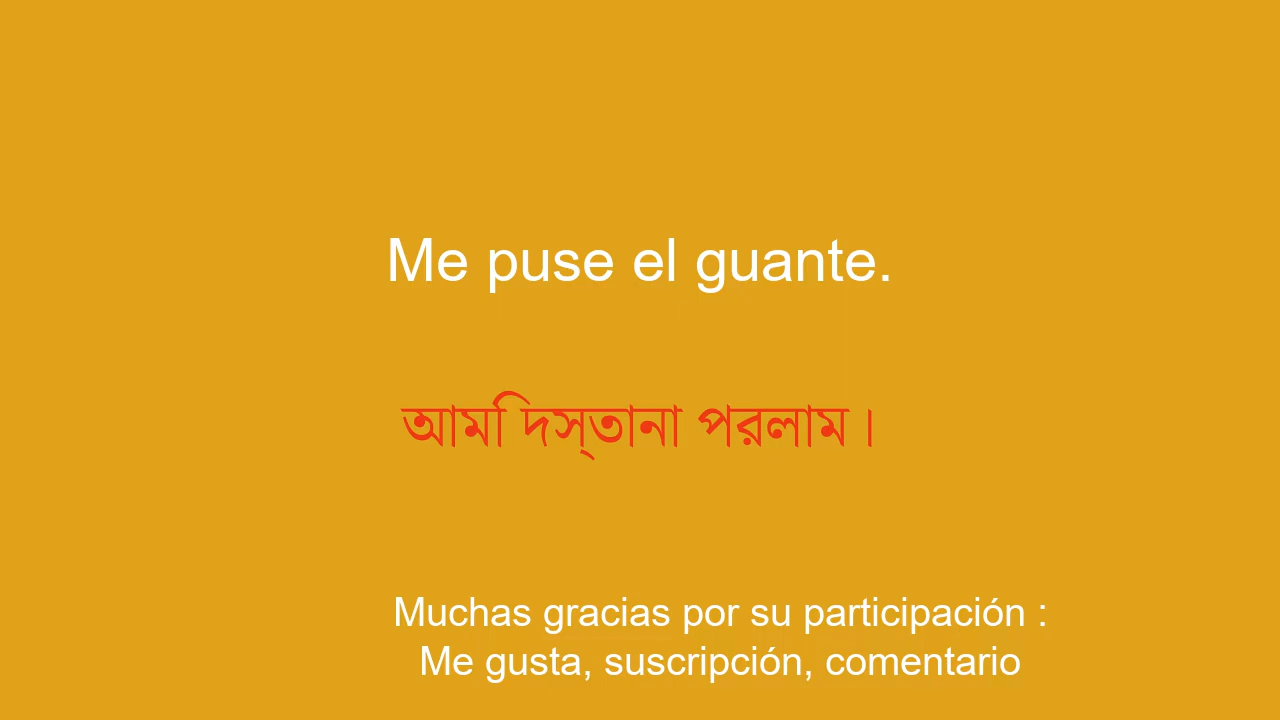 Me puse el guante.
আমি দস্তানা পরলাম।
Muchas gracias por su participación :
Me gusta, suscripción, comentario